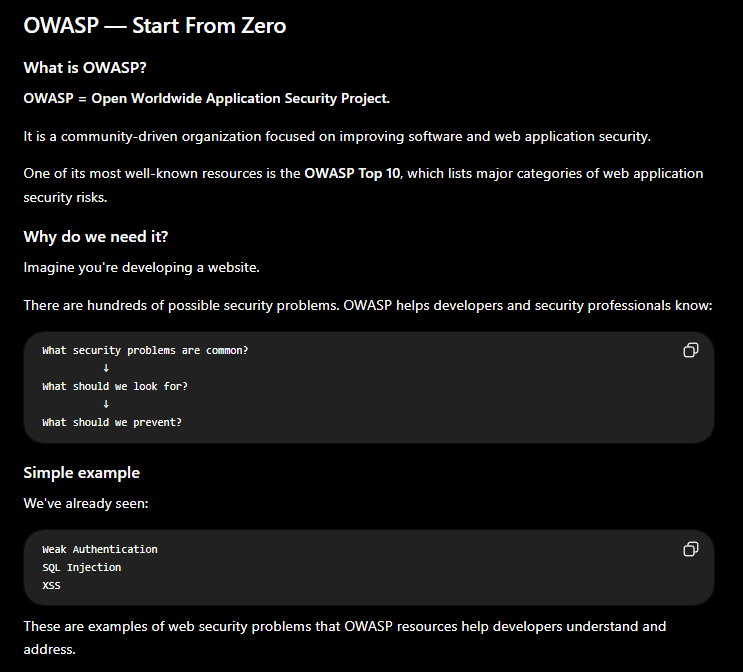 OWASP — Start From Zero
What is OWASP?
OWASP = Open Worldwide Application Security Project.
It is a community-driven organization focused on improving software and web application security.
One of its most well-known resources is the OWASP Top 10, which lists major categories of web application
security risks.
Why do we need it?
Imagine you're developing a website.
There are hundreds of possible security problems. OWASP helps developers and security professionals know:
What security problems are common?
↓
What should we look for?
↓
What should we prevent?
Simple example
We've already seen:
Weak Authentication
SQL Injection
XSS
These are examples of web security problems that OWASP resources help developers understand and
address.